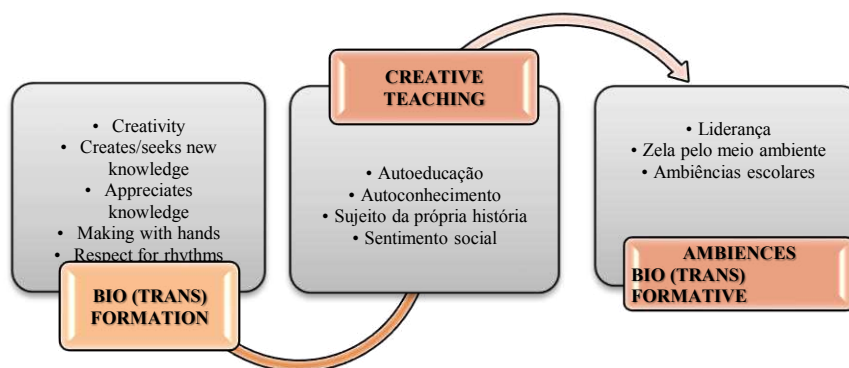 • Creativity
• Creates/seeks new
knowledge
• Appreciates
knowledge
• Making with hands
• Respect for rhythms
BIO (TRANS)
FORMATION
CREATIVE
TEACHING
• Autoeducação
• Autoconhecimento
• Sujeito da própria história
• Sentimento social
• Liderança
• Zela pelo meio ambiente
• Ambiências escolares
AMBIENCES
BIO (TRANS)
FORMATIVE